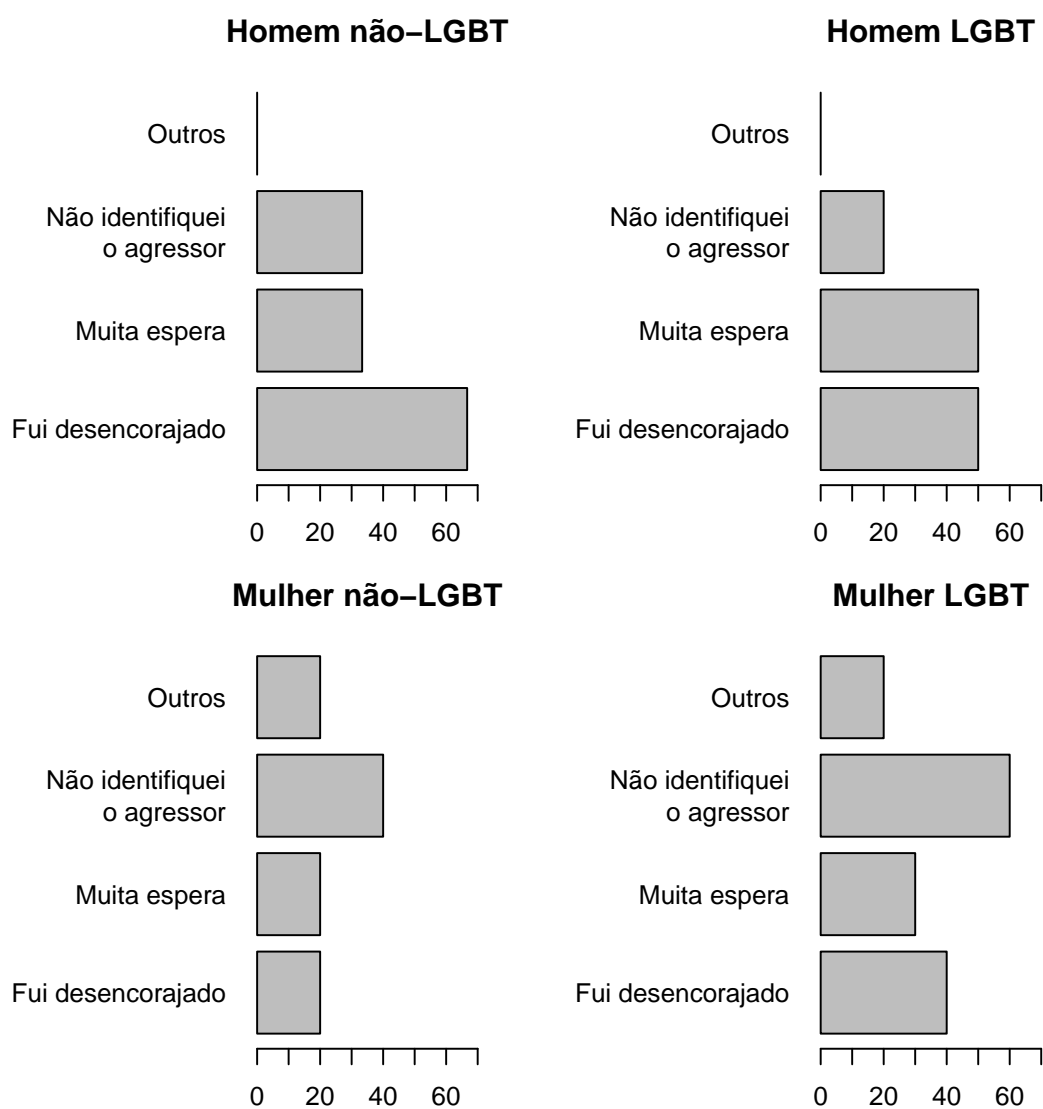 Homem não−LGBT
Outros
Não identifiquei
o agressor
Muita espera
Fui desencorajado
0 20 40 60
Homem LGBT
Outros
Não identifiquei
o agressor
Muita espera
Fui desencorajado
0 20 40 60
Mulher não−LGBT
Outros
Não identifiquei
o agressor
Muita espera
Fui desencorajado
0 20 40 60
Mulher LGBT
Outros
Não identifiquei
o agressor
Muita espera
Fui desencorajado
0 20 40 60